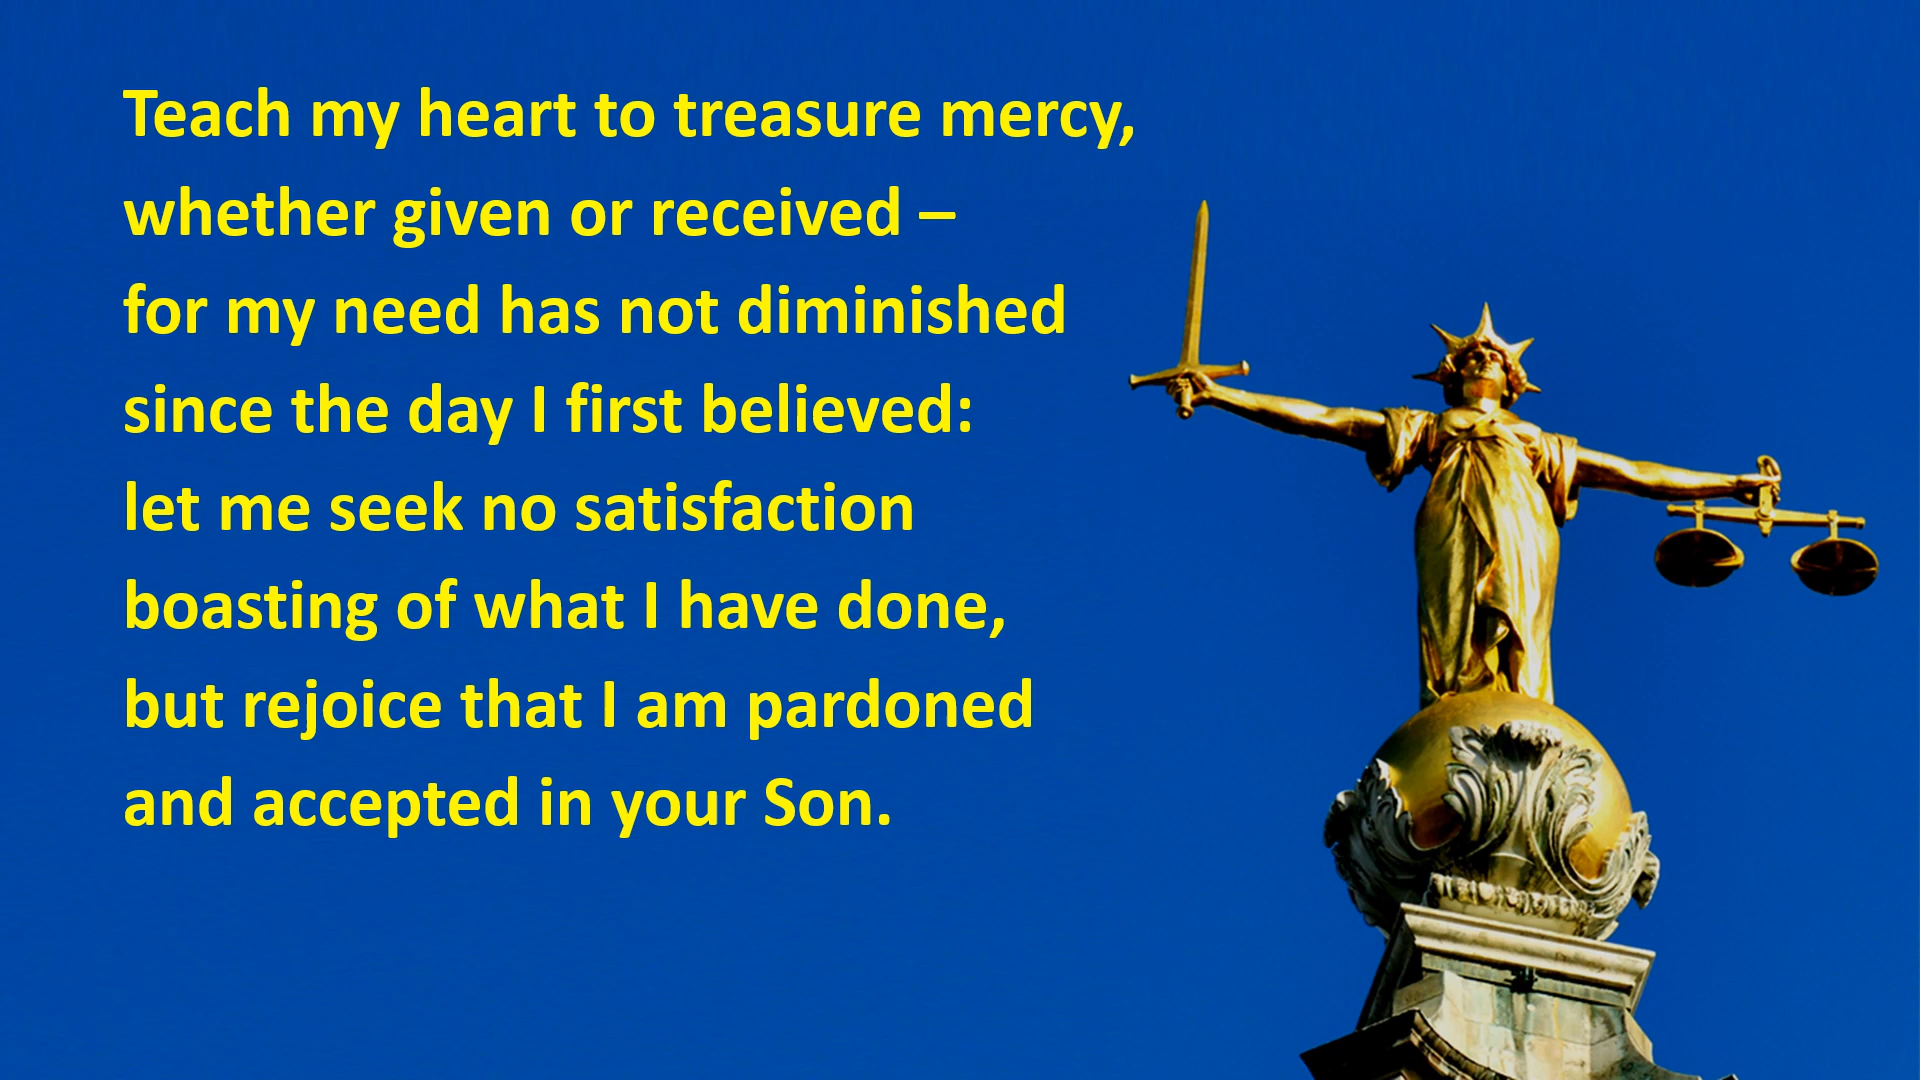 Teach my heart to treasure mercy,
whether given or received –
for my need has not diminished
since the day I first believed:
let me seek no satisfaction
boasting of what I have done,
but rejoice that I am pardoned
and accepted in your Son.